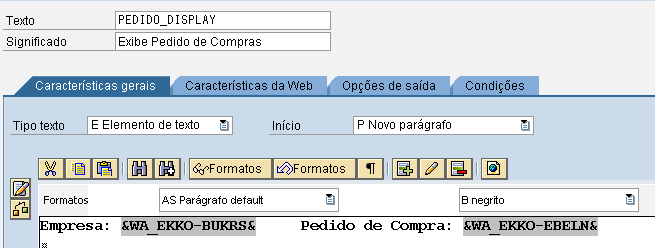 Texto PEDIDO_DISPLAY
Significado Exibe Pedido de Compras
Características gerais Características da Web Opções de saída Condições
Tipo texto E Elemento de texto Início P Novo parágrafo
Formatos Formatos ¶
Formatos AS Parágrafo default B negrito
Empresa: &WA_EKKO-BUKRS& Pedido de Compra: &WA_EKKO-EBELN&